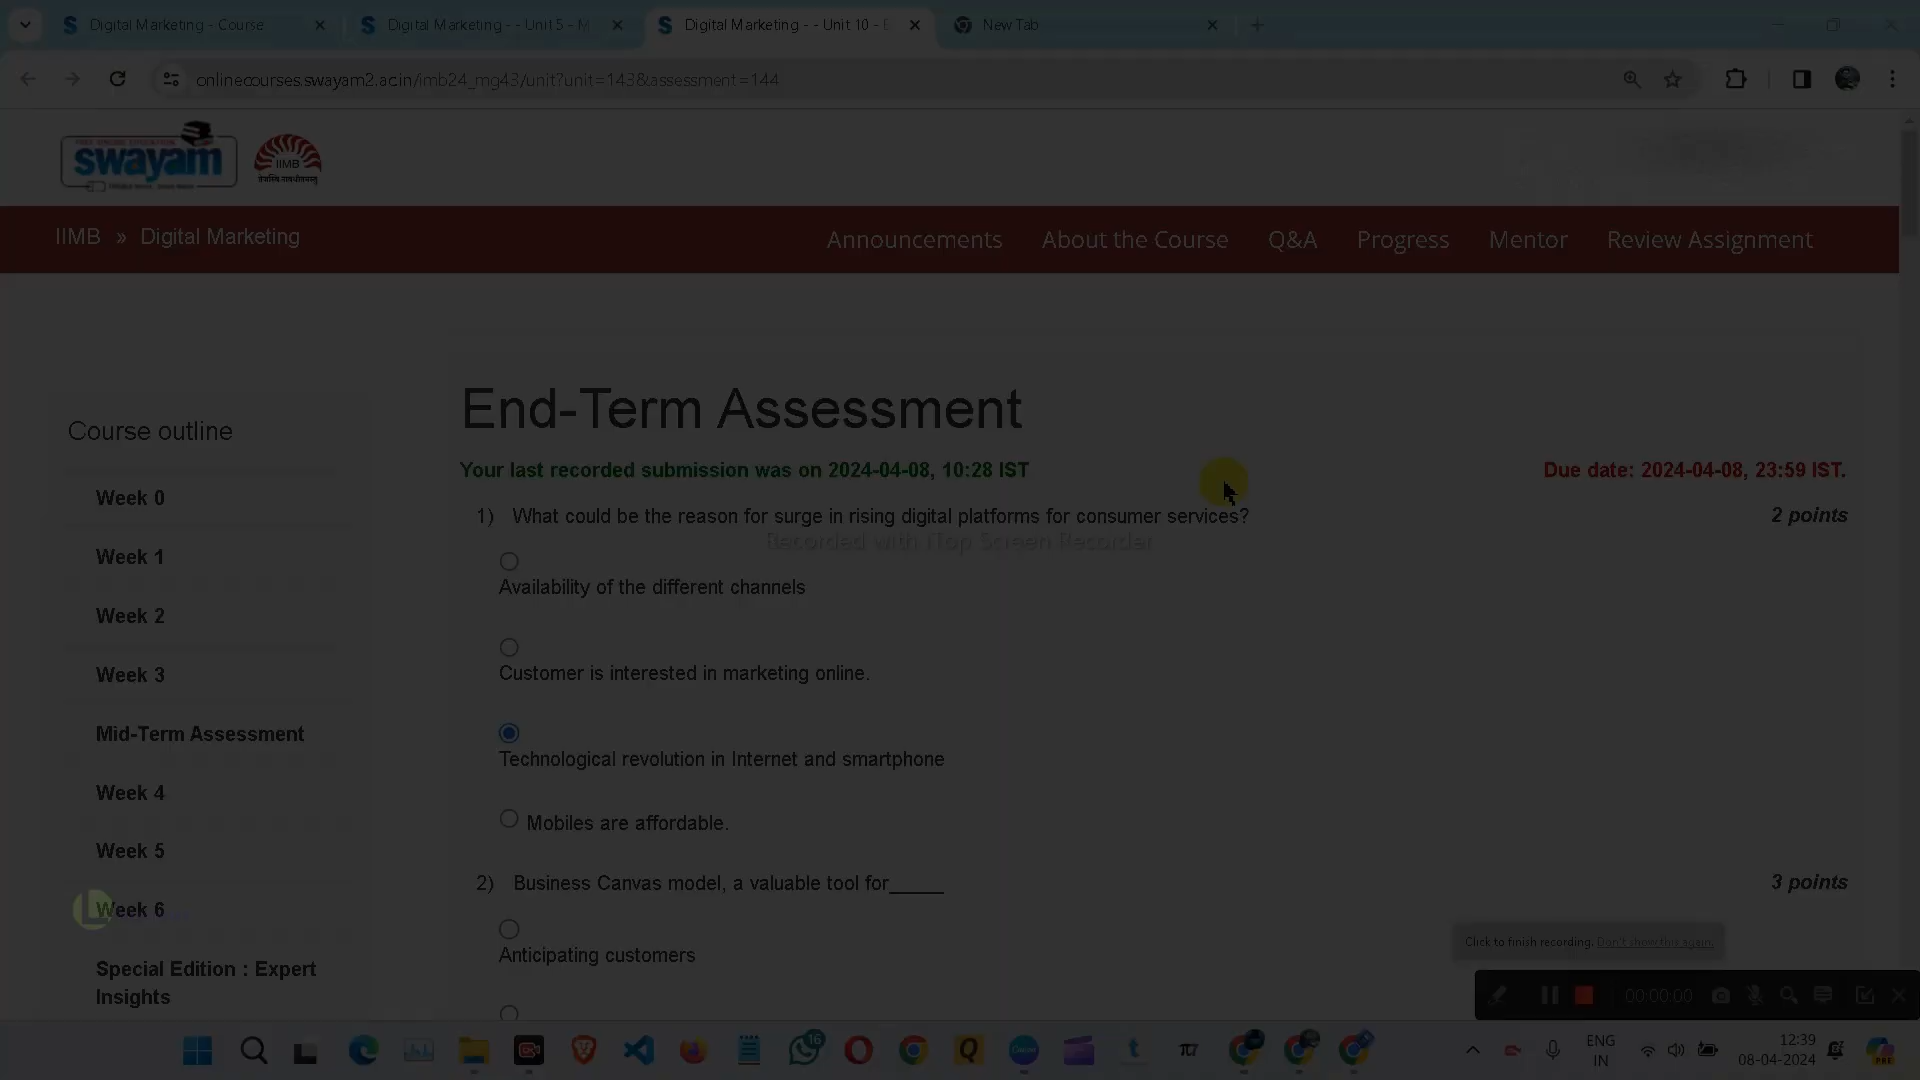 Digital Marketing - Course
Digital Marketing - - Unit 5 - M
Digital Marketing - - Unit 10 - E
New Tab
onlinecourses.swayam2.ac.in/imb24_mg43/unit?unit=143&assessment=144
swayam
IIMB
IIMB » Digital Marketing
Announcements
About the Course
Q&A
Progress
Mentor
Review Assignment
End-Term Assessment
Course outline
Your last recorded submission was on 2024-04-08, 10:28 IST
Due date: 2024-04-08, 23:59 IST.
Week 0
Week 1
Week 2
Week 3
Mid-Term Assessment
Week 4
Week 5
Week 6
Special Edition : Expert
Insights
1) What could be the reason for surge in rising digital platforms for consumer services?
2 points
Recorded with iTop Screen Recorder
Availability of the different channels
Customer is interested in marketing online.
Technological revolution in Internet and smartphone
Mobiles are affordable.
2) Business Canvas model, a valuable tool for_____
3 points
Anticipating customers
Click to finish recording. Don't show this again.
00:00:00
16
ENG
IN
12:39
08-04-2024